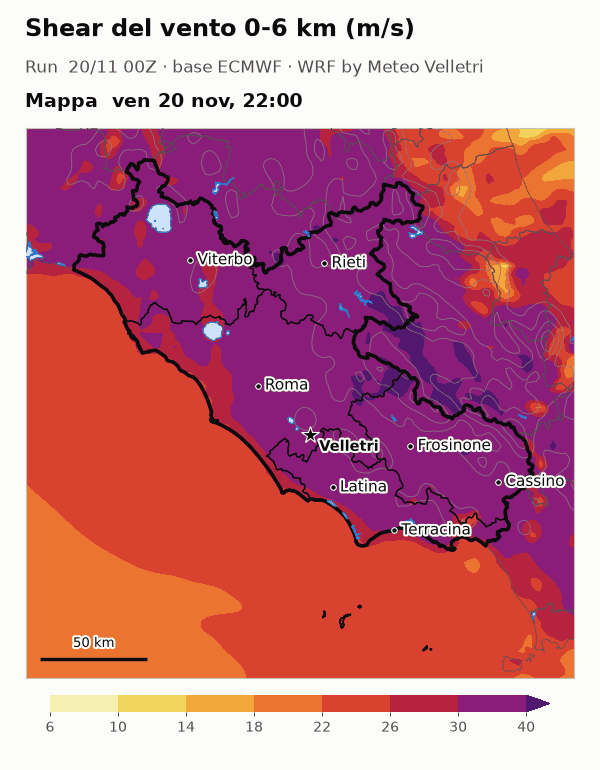 Shear del vento 0-6 km (m/s)
Run 20/11 00Z · base ECMWF · WRF by Meteo Velletri
Mappa ven 20 nov, 22:00
Viterbo
Rieti
Roma
Velletri
Frosinone
Latina
Cassino
Terracina
50 km
6 10 14 18 22 26 30 40